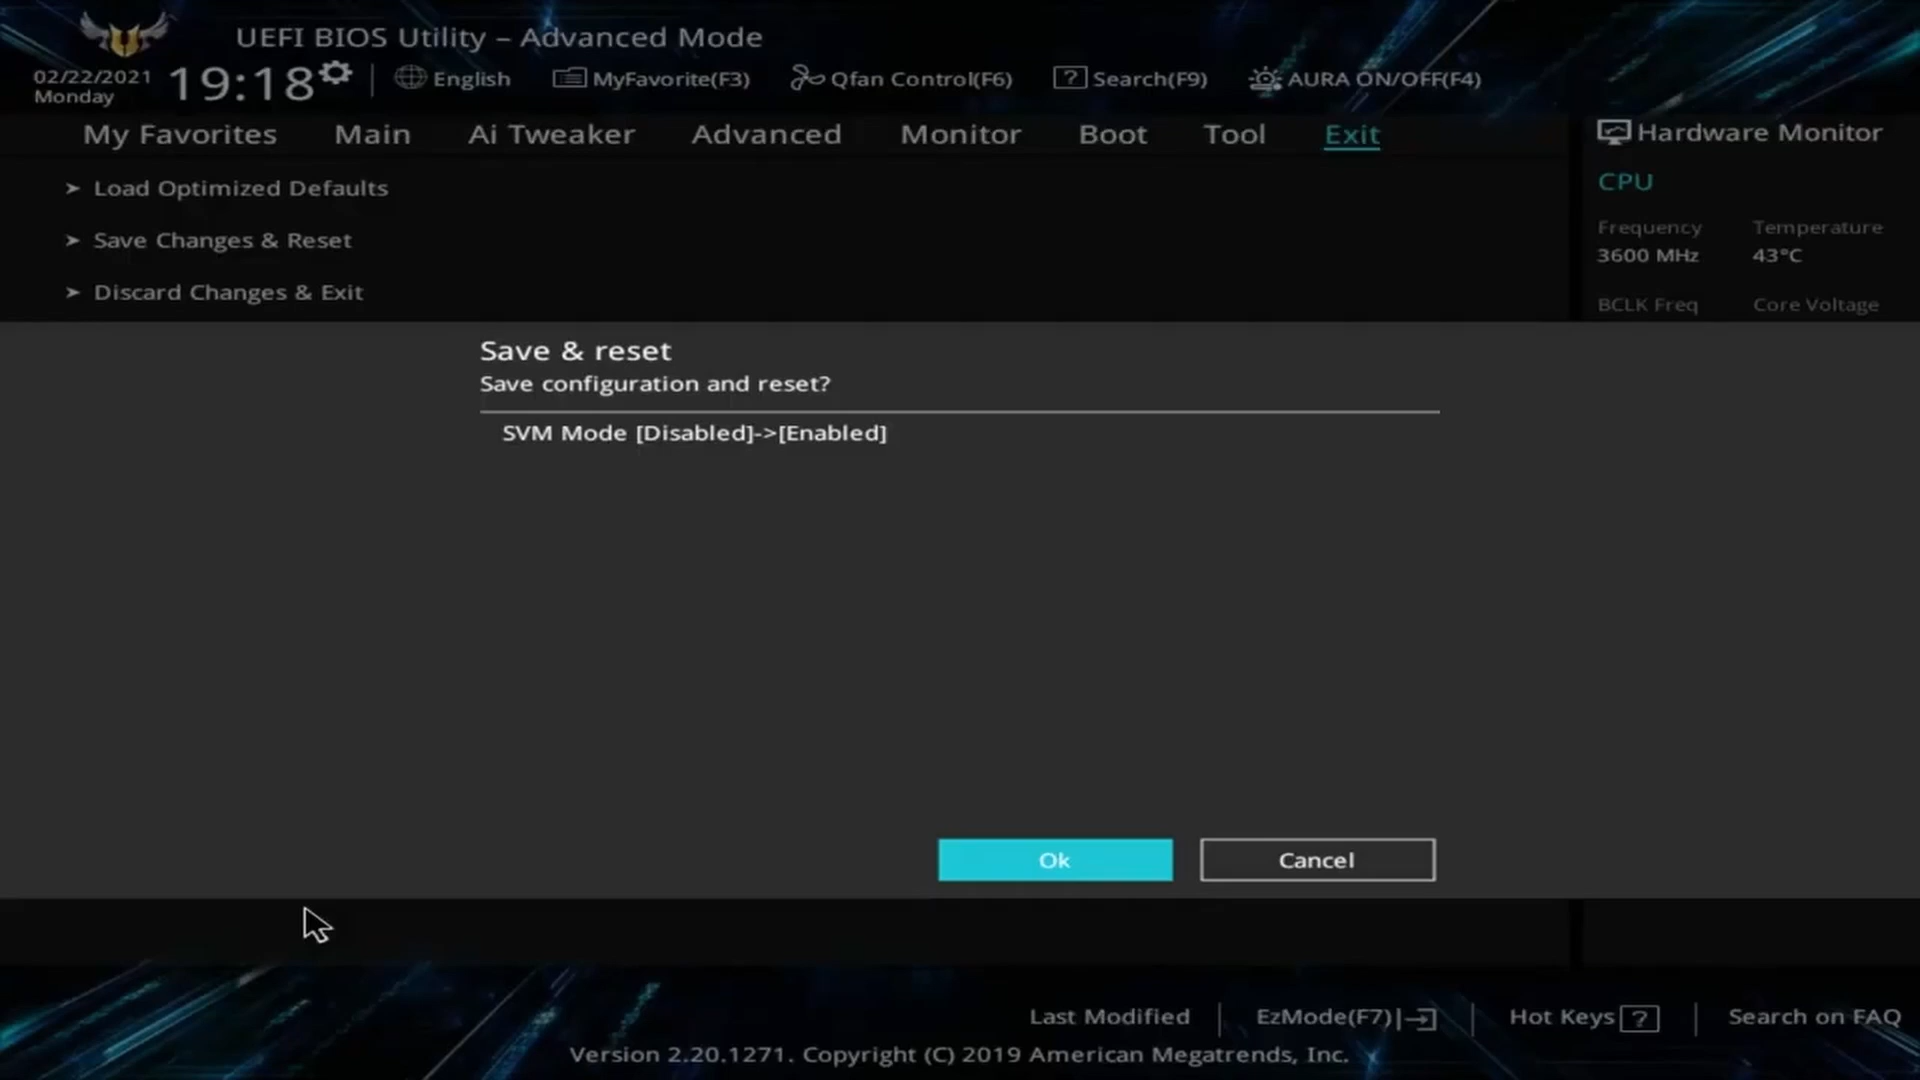 UEFI BIOS Utility – Advanced Mode
02/22/2021
Monday
19:18
English
MyFavorite(F3)
Qfan Control(F6)
? Search(F9)
AURA ON/OFF(F4)
My Favorites Main Ai Tweaker Advanced Monitor Boot Tool Exit
Hardware Monitor
Load Optimized Defaults
Save Changes & Reset
Discard Changes & Exit
CPU
Frequency Temperature
3600 MHz 43°C
BCLK Freq Core Voltage
Save & reset
Save configuration and reset?
SVM Mode [Disabled]->[Enabled]
Ok Cancel
Last Modified EzMode(F7) Hot Keys ? Search on FAQ
Version 2.20.1271. Copyright (C) 2019 American Megatrends, Inc.